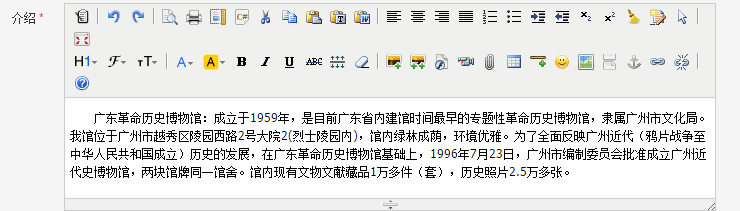 介绍 *
H1 ℱ тT A A B I U ABC
广东革命历史博物馆：成立于1959年，是目前广东省内建馆时间最早的专题性革命历史博物馆，隶属广州市文化局。
我馆位于广州市越秀区陵园西路2号大院2(烈士陵园内)，馆内绿林成荫，环境优雅。为了全面反映广州近代（鸦片战争至
中华人民共和国成立）历史的发展，在广东革命历史博物馆基础上，1996年7月23日，广州市编制委员会批准成立广州近
代史博物馆，两块馆牌同一馆舍。馆内现有文物文献藏品1万多件（套），历史照片2.5万多张。